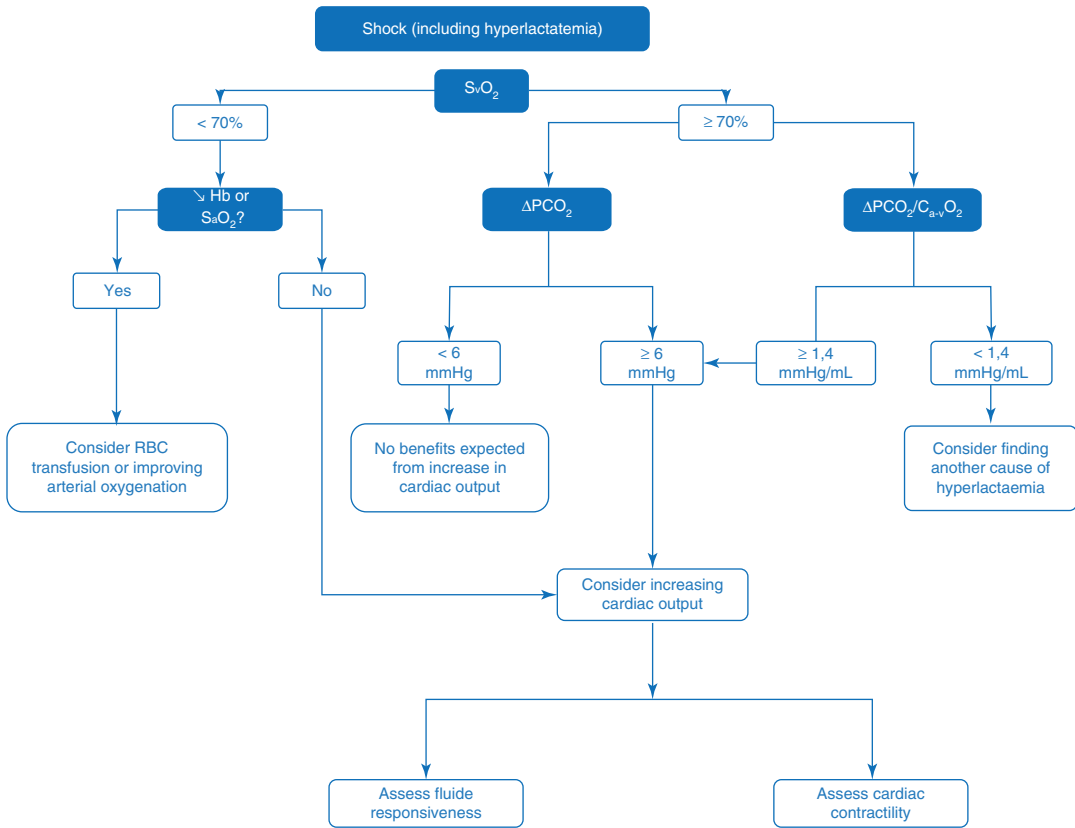 Shock (including hyperlactatemia)
SvO₂
< 70%
≥ 70%
↘ Hb or
SaO₂?
ΔPCO₂
ΔPCO₂/Ca-vO₂
Yes
No
< 6
mmHg
≥ 6
mmHg
≥ 1,4
mmHg/mL
< 1,4
mmHg/mL
Consider RBC
transfusion or improving
arterial oxygenation
No benefits expected
from increase in
cardiac output
Consider finding
another cause of
hyperlactaemia
Consider increasing
cardiac output
Assess fluide
responsiveness
Assess cardiac
contractility